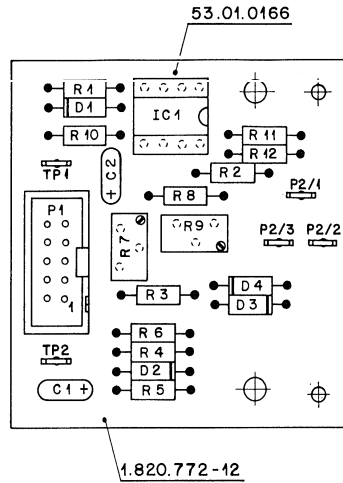 53.01.0166
R1
D1
IC1
R10
R11
R12
C2
+
TP1
R2
P2/1
R8
P1
R7
R9
P2/3
P2/2
D4
R3
D3
1
R6
TP2
R4
D2
C1+
R5
1.820.772-12